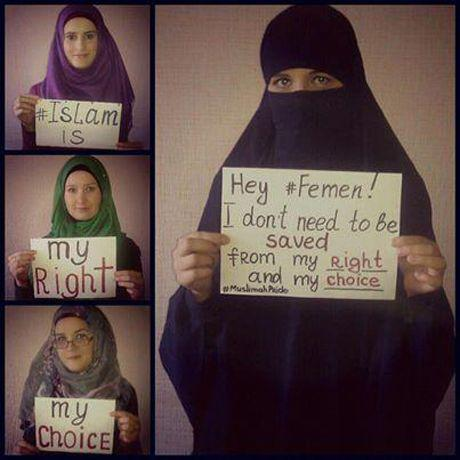 #ISLam
IS
my
Right
my
CHOICE
Hey #Femen!
I don't need to be
saved
from my Right
and my choice
#MuslimahPride